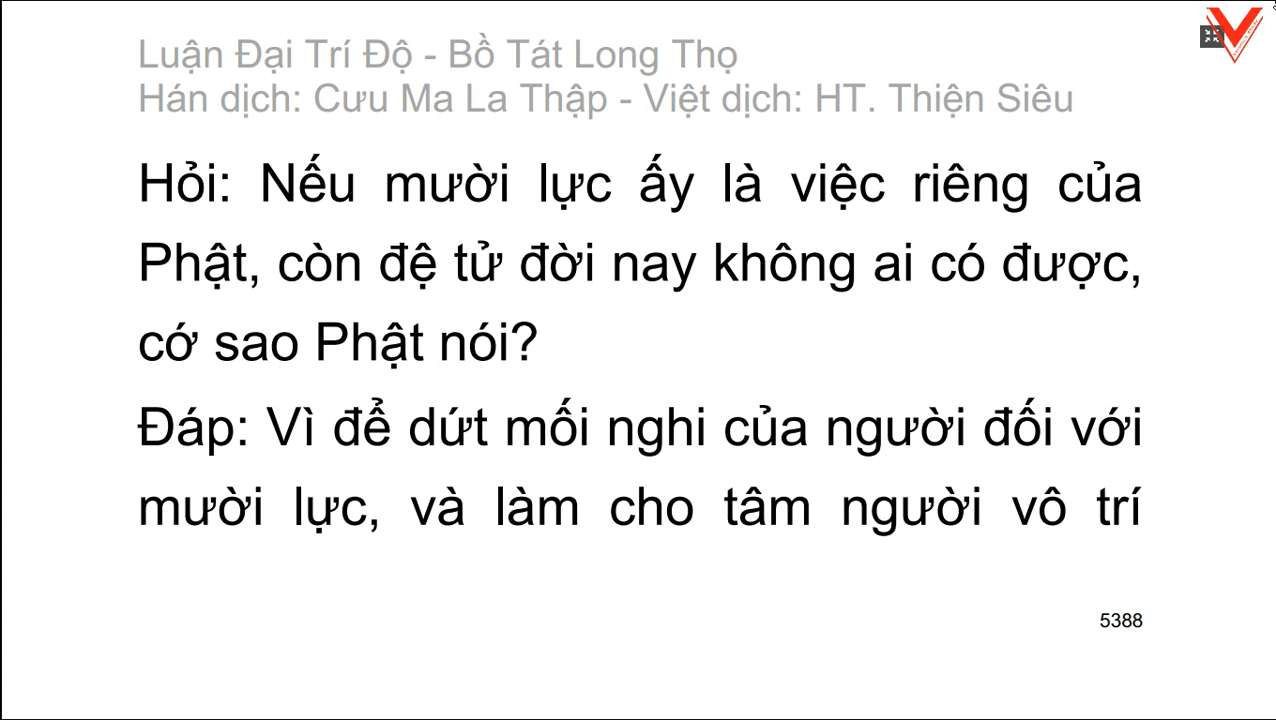 Luận Đại Trí Độ - Bồ Tát Long Thọ
Hán dịch: Cưu Ma La Thập - Việt dịch: HT. Thiện Siêu
Hỏi: Nếu mười lực ấy là việc riêng của
Phật, còn đệ tử đời nay không ai có được,
cớ sao Phật nói?
Đáp: Vì để dứt mối nghi của người đối với
mười lực, và làm cho tâm người vô trí
5388